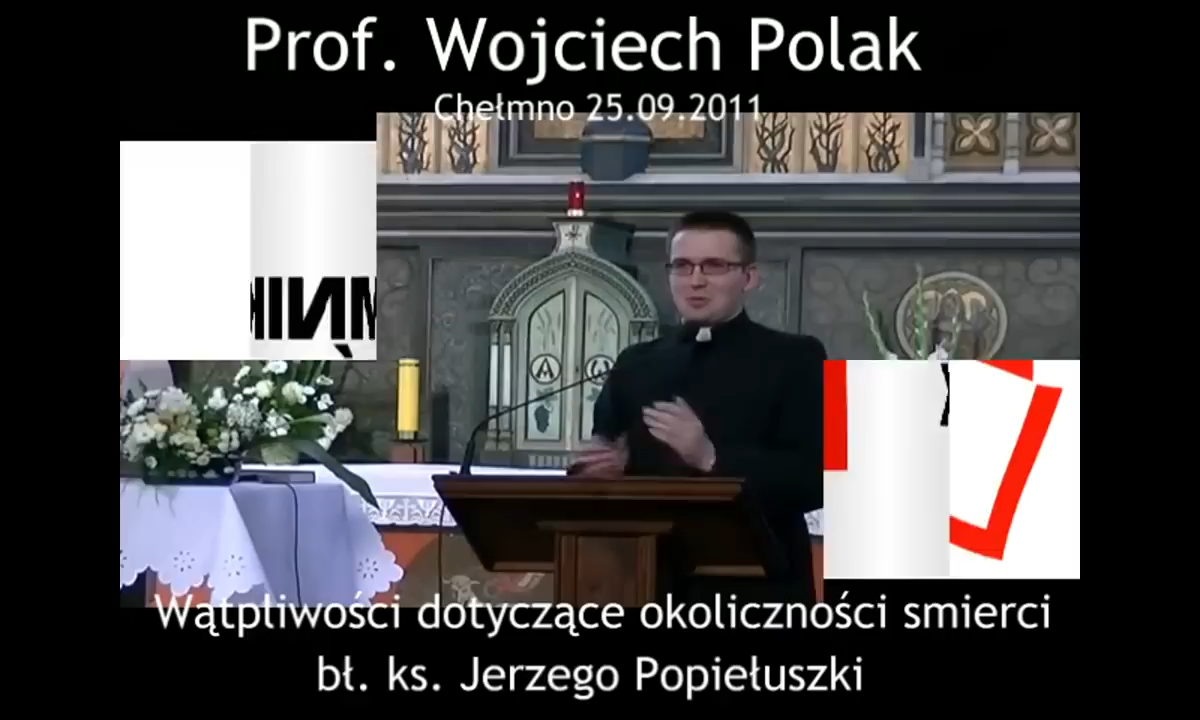 Prof. Wojciech Polak
Chełmno 25.09.2011
A
Wątpliwości dotyczące okoliczności smierci
bł. ks. Jerzego Popiełuszki